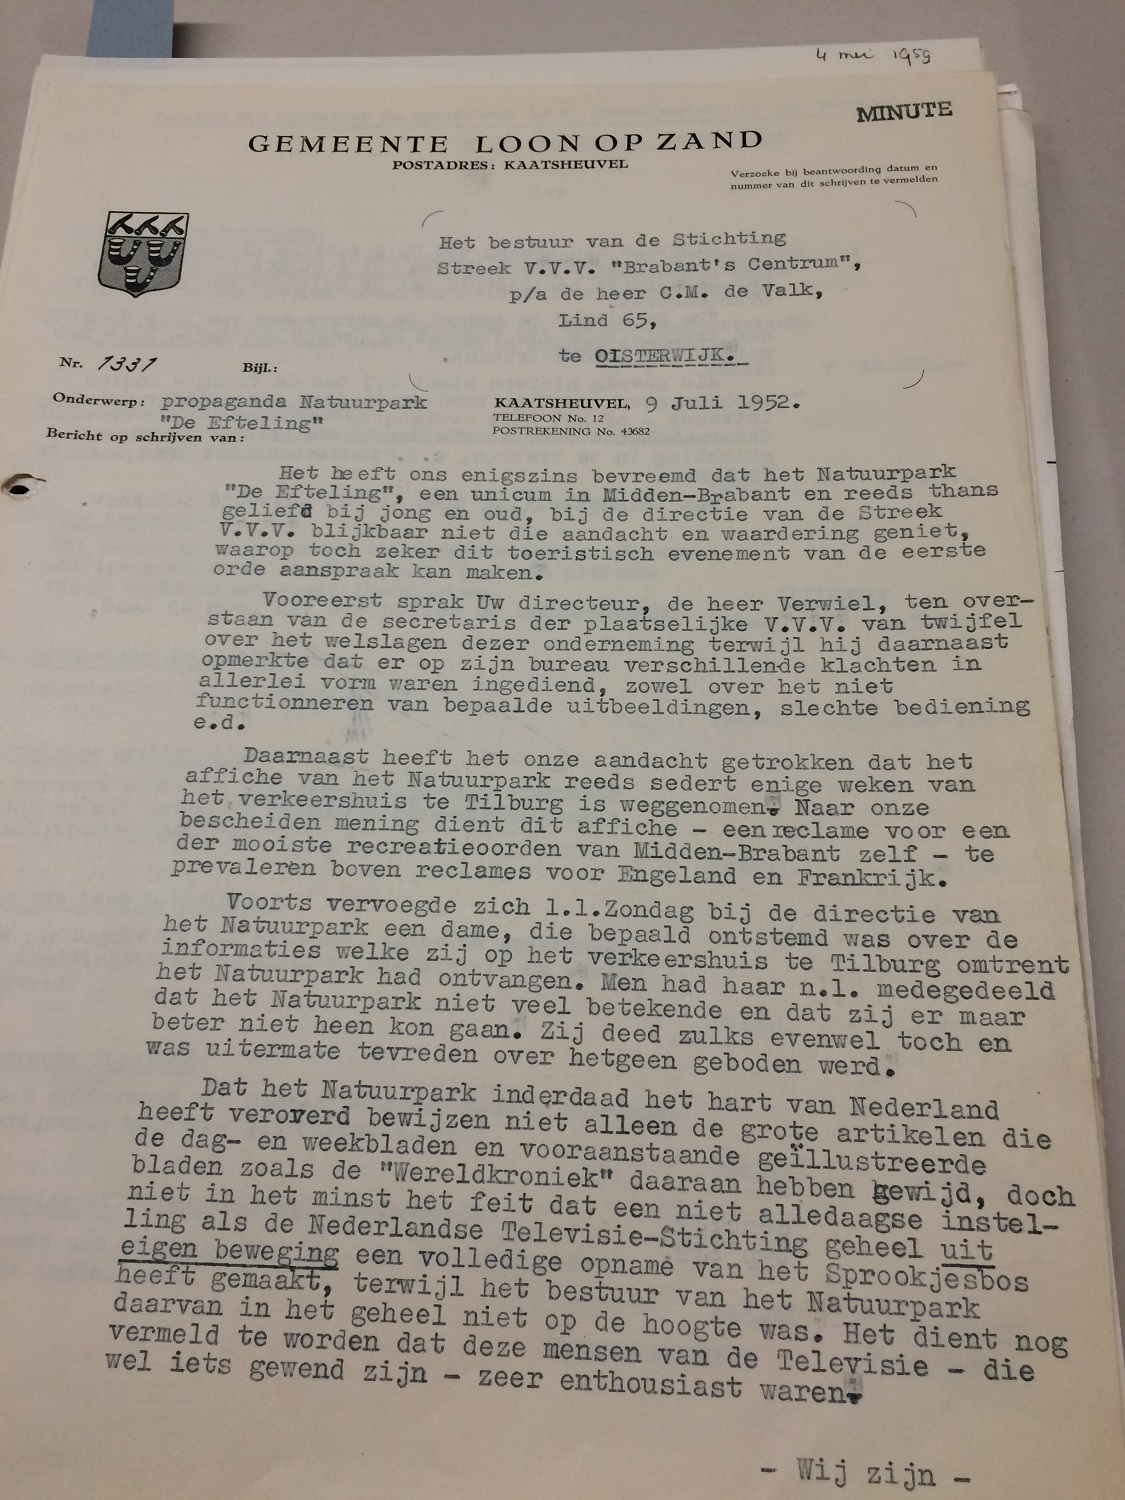 4 mei 1959
MINUTE
GEMEENTE LOON OP ZAND
POSTADRES: KAATSHEUVEL
Verzoeke bij beantwoording datum en
nummer van dit schrijven te vermelden
Het bestuur van de Stichting
Streek V.V.V. "Brabant's Centrum",
p/a de heer C.M. de Valk,
Lind 65,
te OISTERWIJK.
Nr. 1331 Bijl.:
Onderwerp: propaganda Natuurpark
"De Efteling"
Bericht op schrijven van:
KAATSHEUVEL, 9 Juli 1952.
TELEFOON No. 12
POSTREKENING No. 43682
Het heeft ons enigszins bevreemd dat het Natuurpark
"De Efteling", een unicum in Midden-Brabant en reeds thans
geliefd bij jong en oud, bij de directie van de Streek
V.V.V. blijkbaar niet die aandacht en waardering geniet,
waarop toch zeker dit toeristisch evenement van de eerste
orde aanspraak kan maken.
Vooreerst sprak Uw directeur, de heer Verwiel, ten over-
staan van de secretaris der plaatselijke V.V.V. van twijfel
over het welslagen dezer onderneming terwijl hij daarnaast
opmerkte dat er op zijn bureau verschillende klachten in
allerlei vorm waren ingediend, zowel over het niet
functionneren van bepaalde uitbeeldingen, slechte bediening
e.d.
Daarnaast heeft het onze aandacht getrokken dat het
affiche van het Natuurpark reeds sedert enige weken van
het verkeershuis te Tilburg is weggenomen. Naar onze
bescheiden mening dient dit affiche - een reclame voor een
der mooiste recreatieoorden van Midden-Brabant zelf - te
prevaleren boven reclames voor Engeland en Frankrijk.
Voorts vervoegde zich l.l.Zondag bij de directie van
het Natuurpark een dame, die bepaald ontstemd was over de
informaties welke zij op het verkeershuis te Tilburg omtrent
het Natuurpark had ontvangen. Men had haar n.l. medegedeeld
dat het Natuurpark niet veel betekende en dat zij er maar
beter niet heen kon gaan. Zij deed zulks evenwel toch en
was uitermate tevreden over hetgeen geboden werd.
Dat het Natuurpark inderdaad het hart van Nederland
heeft veroverd bewijzen niet alleen de grote artikelen die
de dag- en weekbladen en vooraanstaande geïllustreerde
bladen zoals de "Wereldkroniek" daaraan hebben gewijd, doch
niet in het minst het feit dat een niet alledaagse instel-
ling als de Nederlandse Televisie-Stichting geheel uit
eigen beweging een volledige opname van het Sprookjesbos
heeft gemaakt, terwijl het bestuur van het Natuurpark
daarvan in het geheel niet op de hoogte was. Het dient nog
vermeld te worden dat deze mensen van de Televisie - die
wel iets gewend zijn - zeer enthousiast waren.
- Wij zijn -